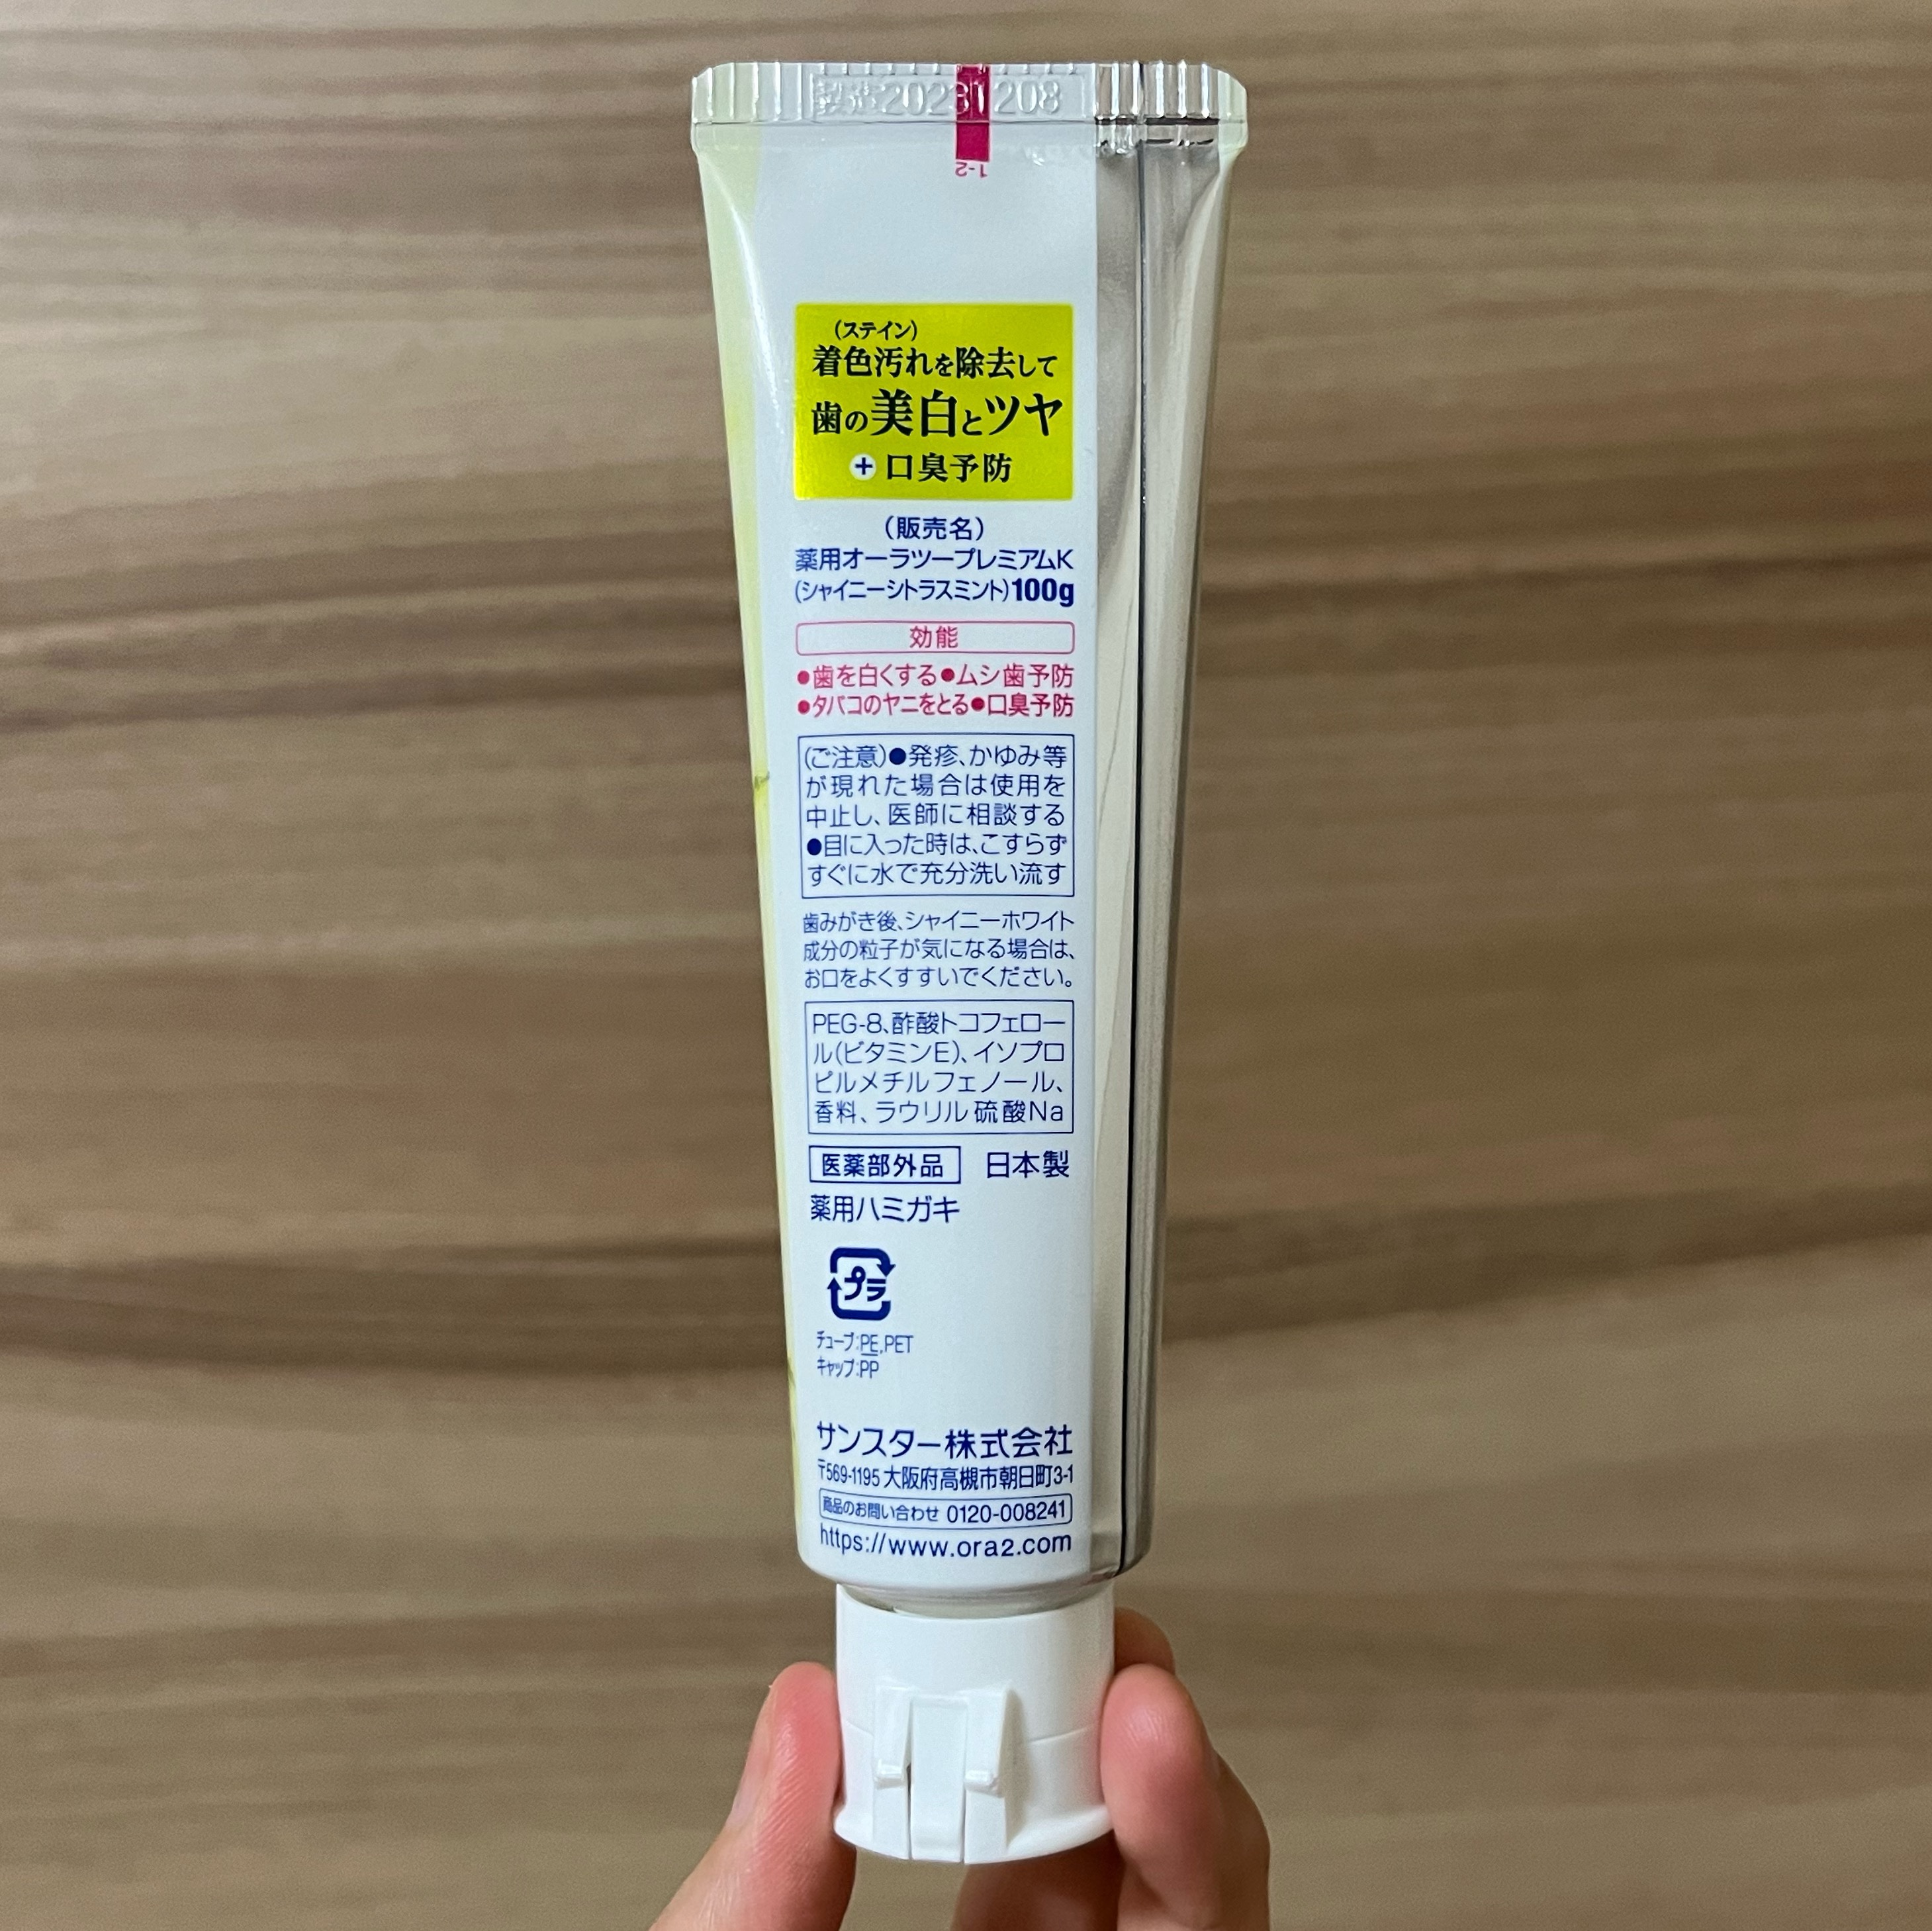 製造20231208
1-2
(ステイン)
着色汚れを除去して
歯の美白とツヤ
+口臭予防
(販売名)
薬用オーラツープレミアムK
(シャイニーシトラスミント)100g
効能
●歯を白くする●ムシ歯予防
●タバコのヤニをとる●口臭予防
(ご注意)●発疹、かゆみ等
が現れた場合は使用を
中止し、医師に相談する
●目に入った時は、こすらず
すぐに水で充分洗い流す
歯みがき後、シャイニーホワイト
成分の粒子が気になる場合は、
お口をよくすすいでください。
PEG-8、酢酸トコフェロー
ル(ビタミンE)、イソプロ
ピルメチルフェノール、
香料、ラウリル硫酸Na
医薬部外品 日本製
薬用ハミガキ
プラ
チューブ:PE,PET
キャップ:PP
サンスター株式会社
〒569-1195 大阪府高槻市朝日町3-1
商品のお問い合わせ 0120-008241
https://www.ora2.com